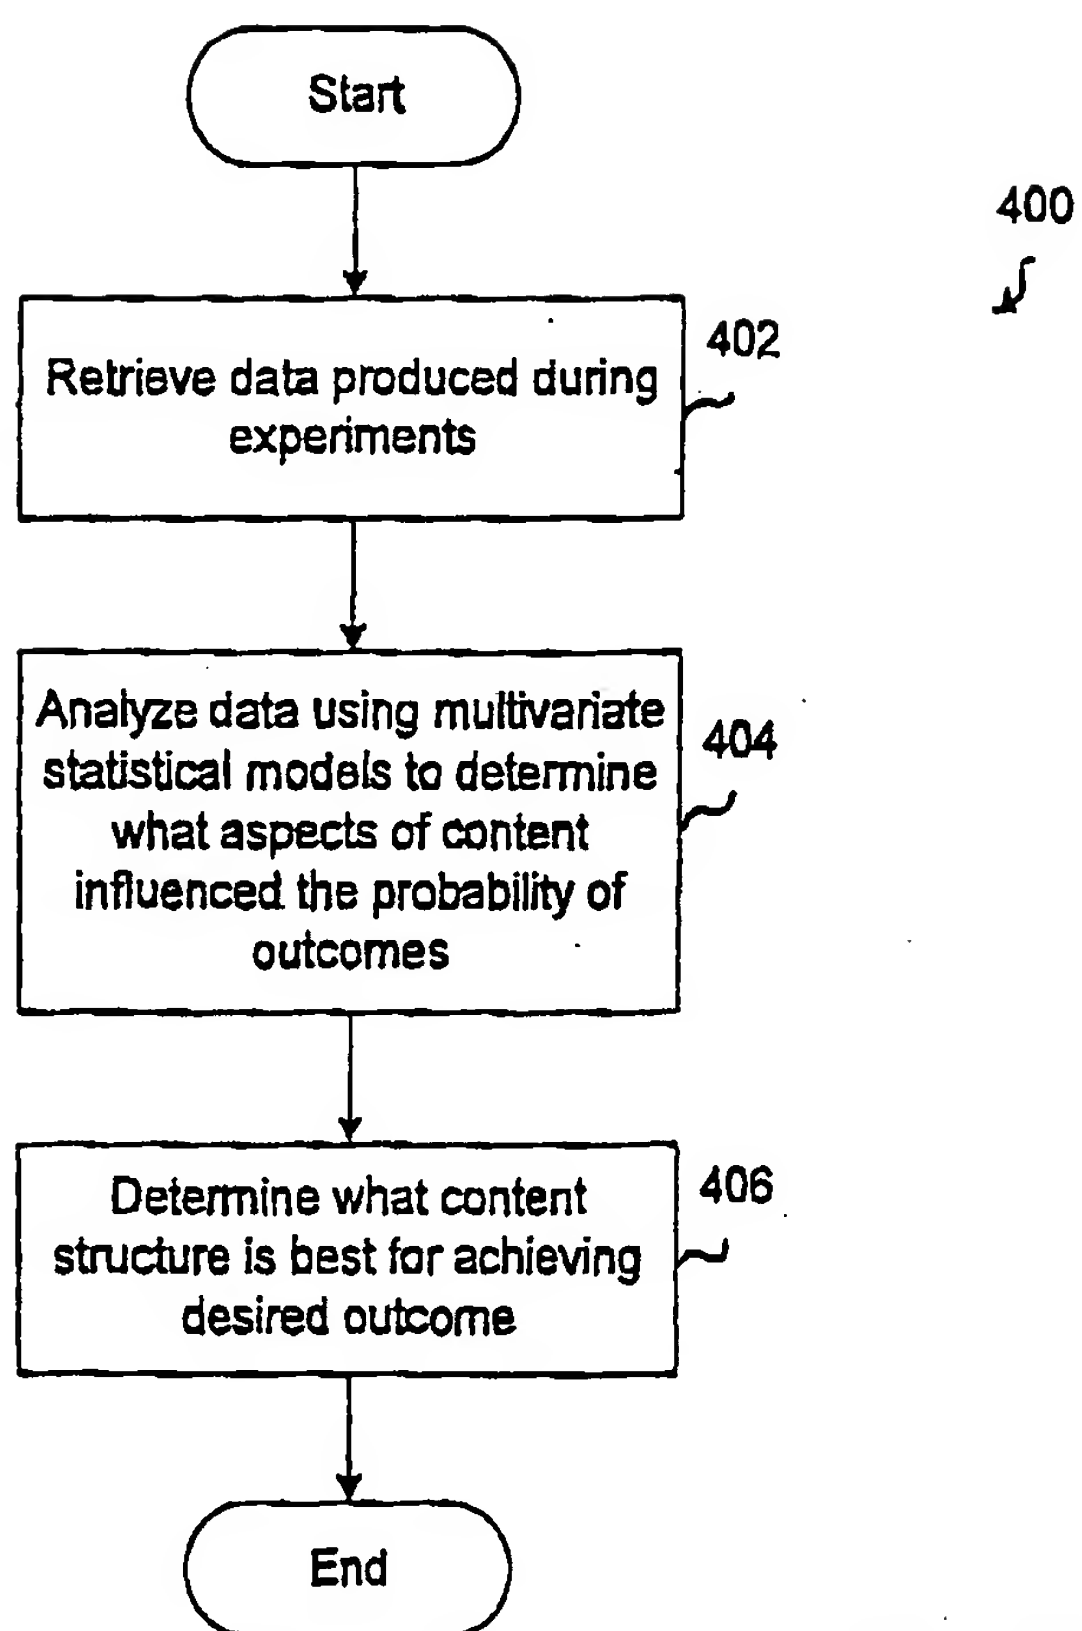 Start
400
402
Retrieve data produced during
experiments
Analyze data using multivariate
404
statistical models to determine
what aspects of content
influenced the probability of
outcomes
406
Determine what content
structure is best for achieving
desired outcome
End